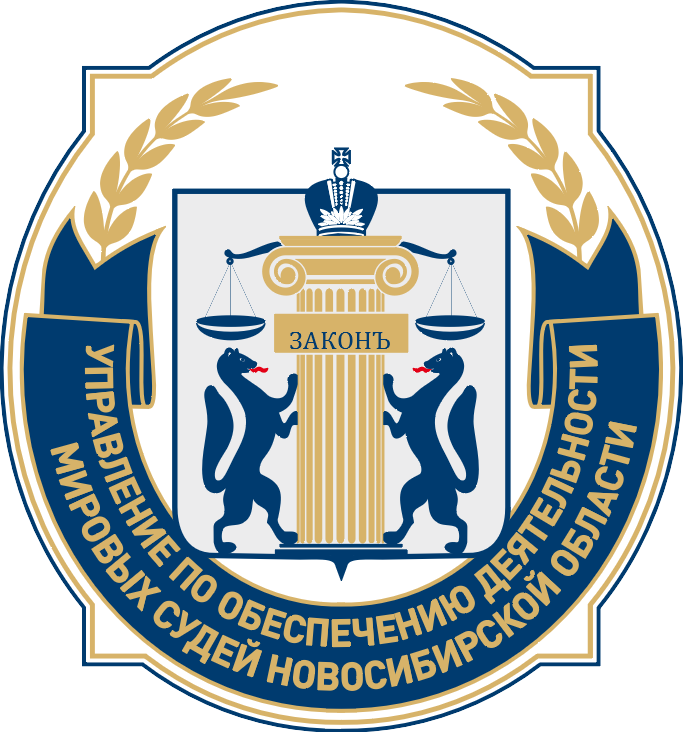 ЗАКОНЪ
УПРАВЛЕНИЕ ПО ОБЕСПЕЧЕНИЮ ДЕЯТЕЛЬНОСТИ
МИРОВЫХ СУДЕЙ НОВОСИБИРСКОЙ ОБЛАСТИ